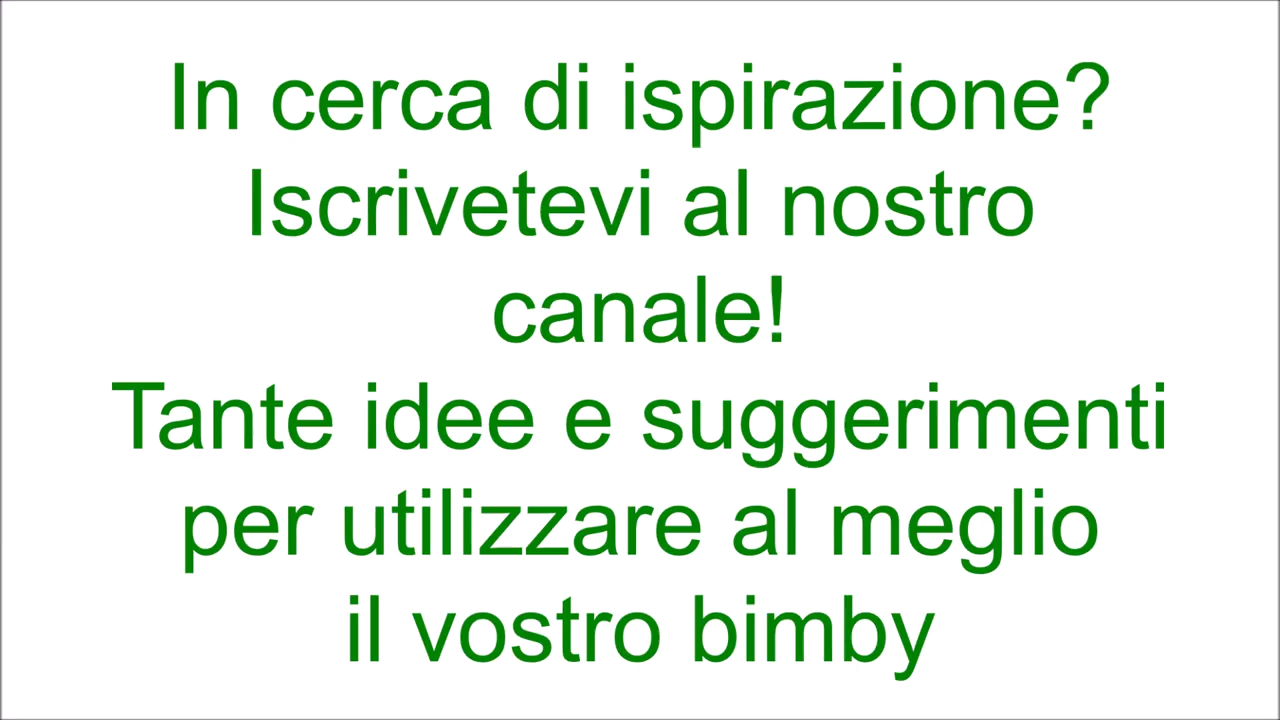 In cerca di ispirazione?
Iscrivetevi al nostro
canale!
Tante idee e suggerimenti
per utilizzare al meglio
il vostro bimby